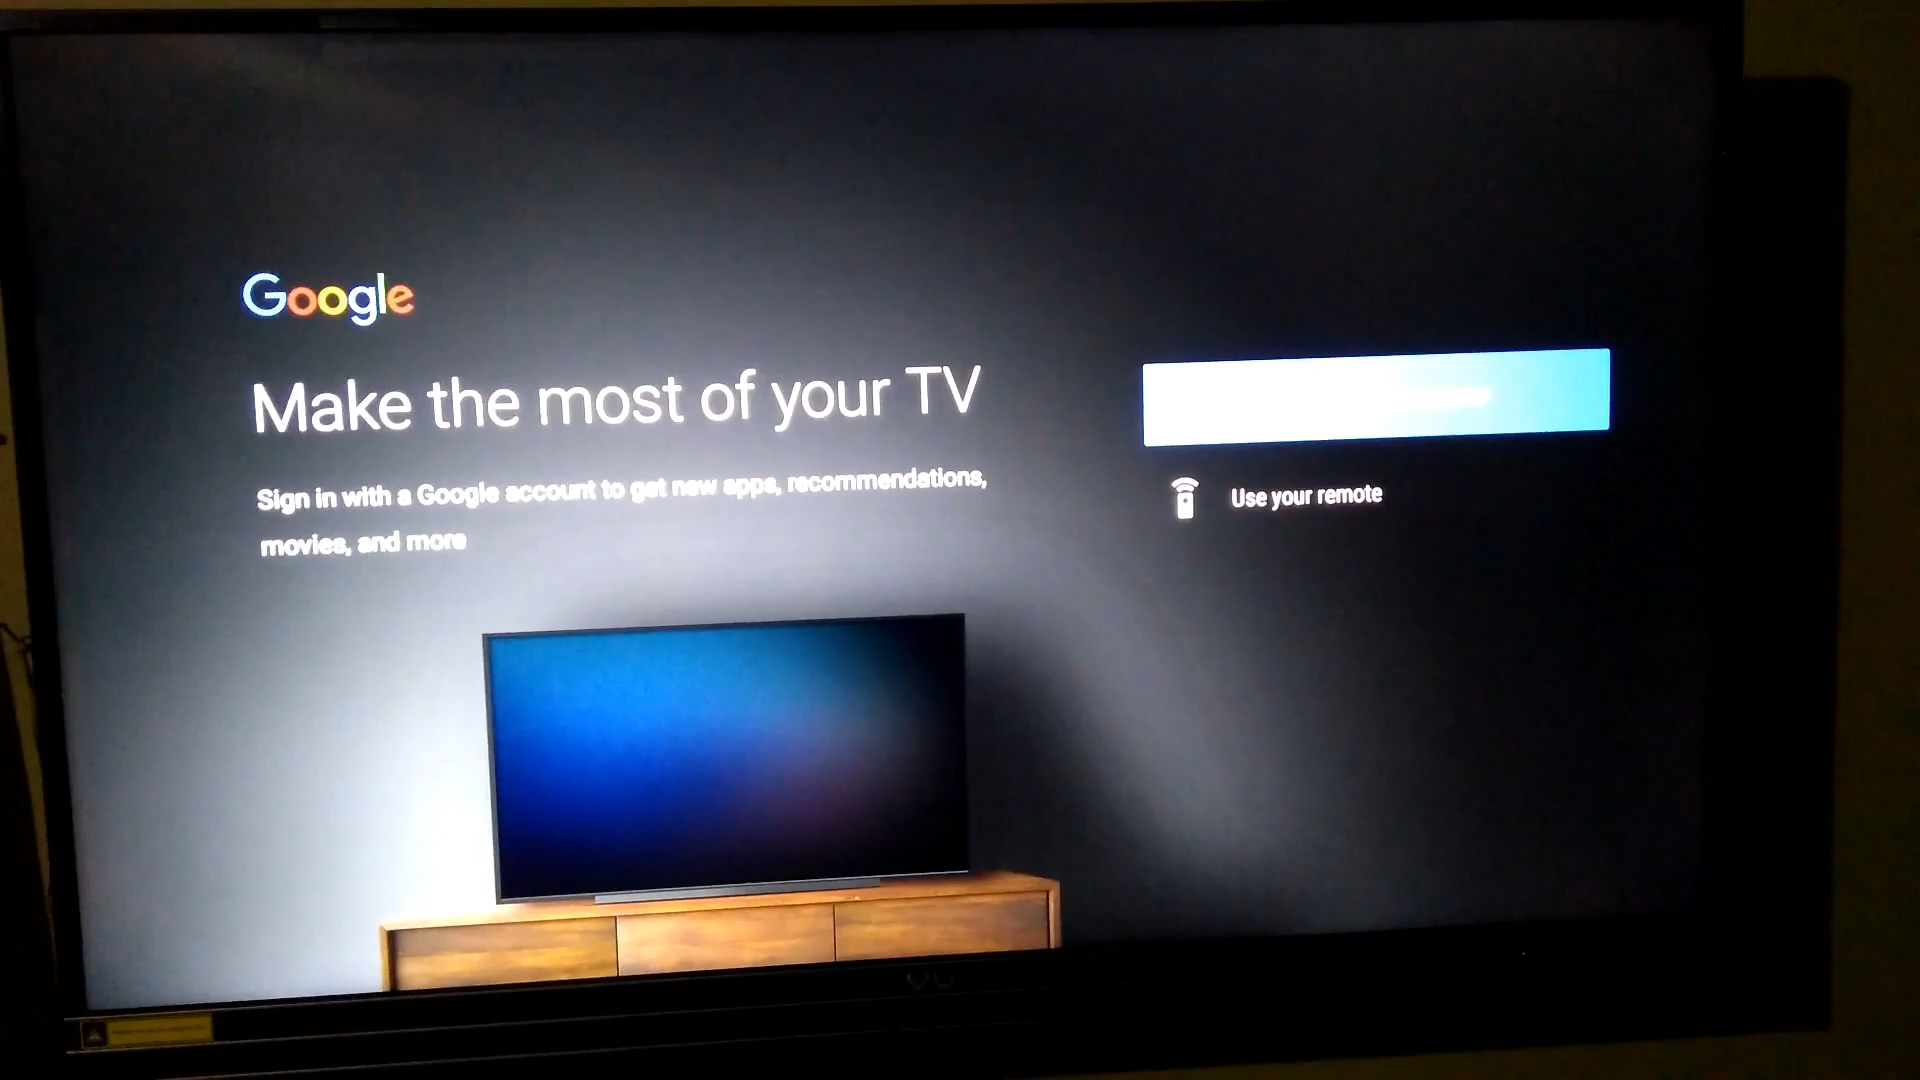 Google
Make the most of your TV
Sign in with a Google account to get new apps, recommendations,
movies, and more
Use your remote
VU